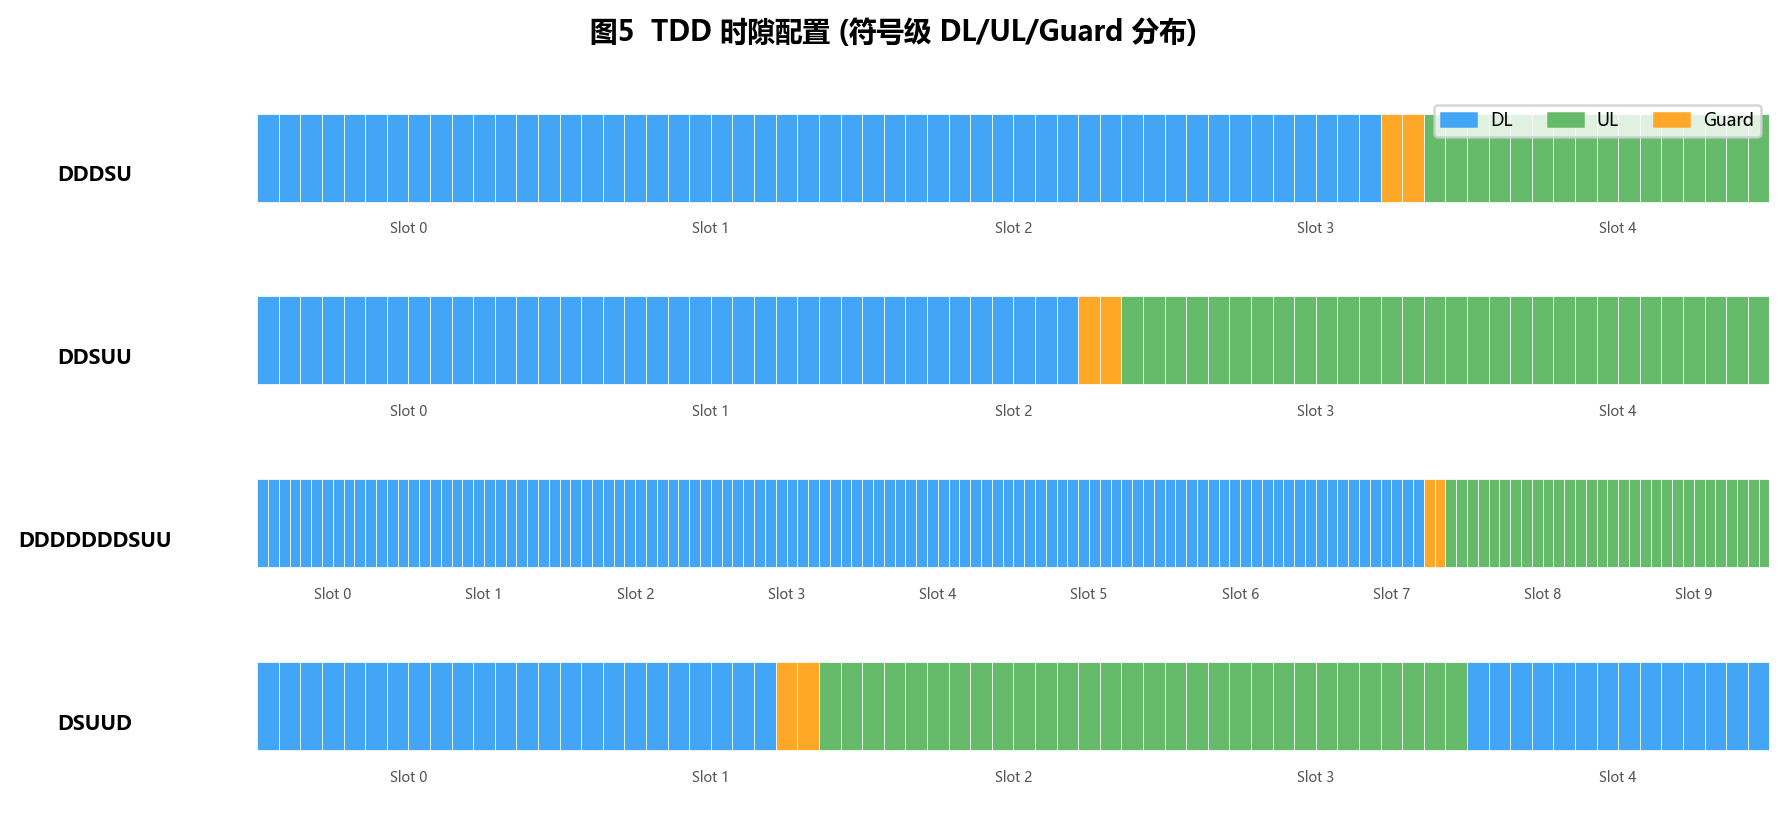 图5 TDD 时隙配置 (符号级 DL/UL/Guard 分布)
DL UL Guard
DDDSU
Slot 0 Slot 1 Slot 2 Slot 3 Slot 4
DDSUU
Slot 0 Slot 1 Slot 2 Slot 3 Slot 4
DDDDDDDSUU
Slot 0 Slot 1 Slot 2 Slot 3 Slot 4 Slot 5 Slot 6 Slot 7 Slot 8 Slot 9
DSUUD
Slot 0 Slot 1 Slot 2 Slot 3 Slot 4